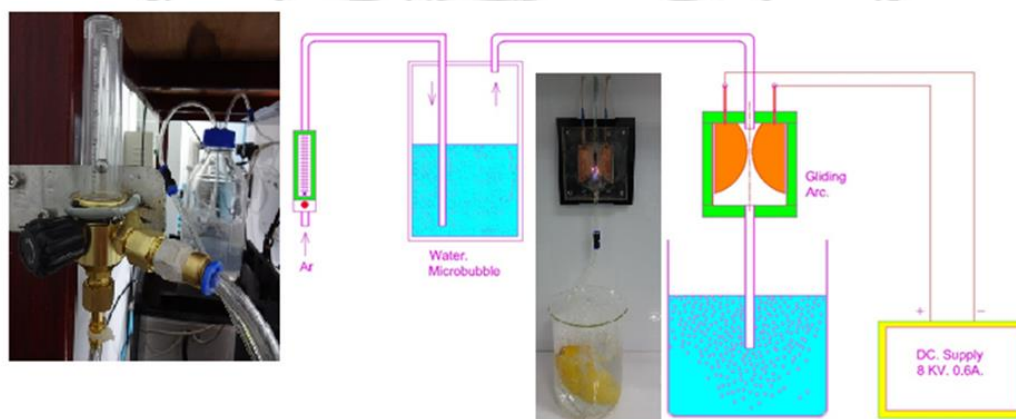 Ar
Water.
Microbubble
Gliding
Arc.
+ −
DC. Supply
8 KV. 0.6A.